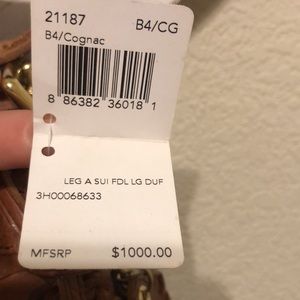 21187 B4/CG
B4/Cognac
8 86382 36018 1
LEG A SUI FDL LG DUF
3H00068633
MFSRP $1000.00